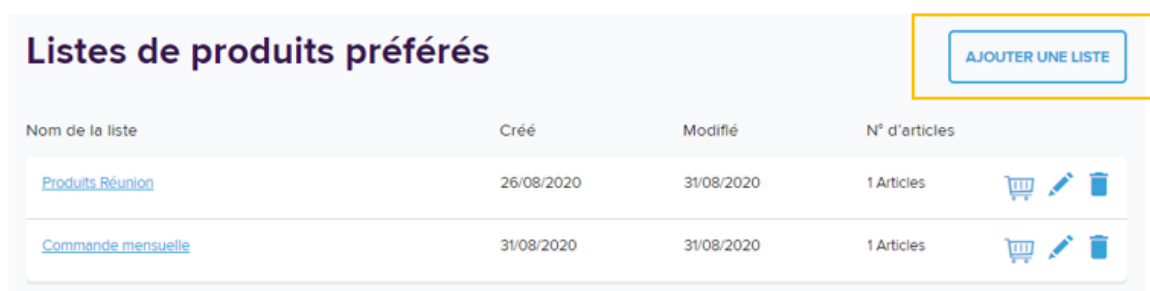 Listes de produits préférés
AJOUTER UNE LISTE
Nom de la liste Créé Modifié N° d'articles
Produits Réunion 26/08/2020 31/08/2020 1 Articles
Commande mensuelle 31/08/2020 31/08/2020 1 Articles